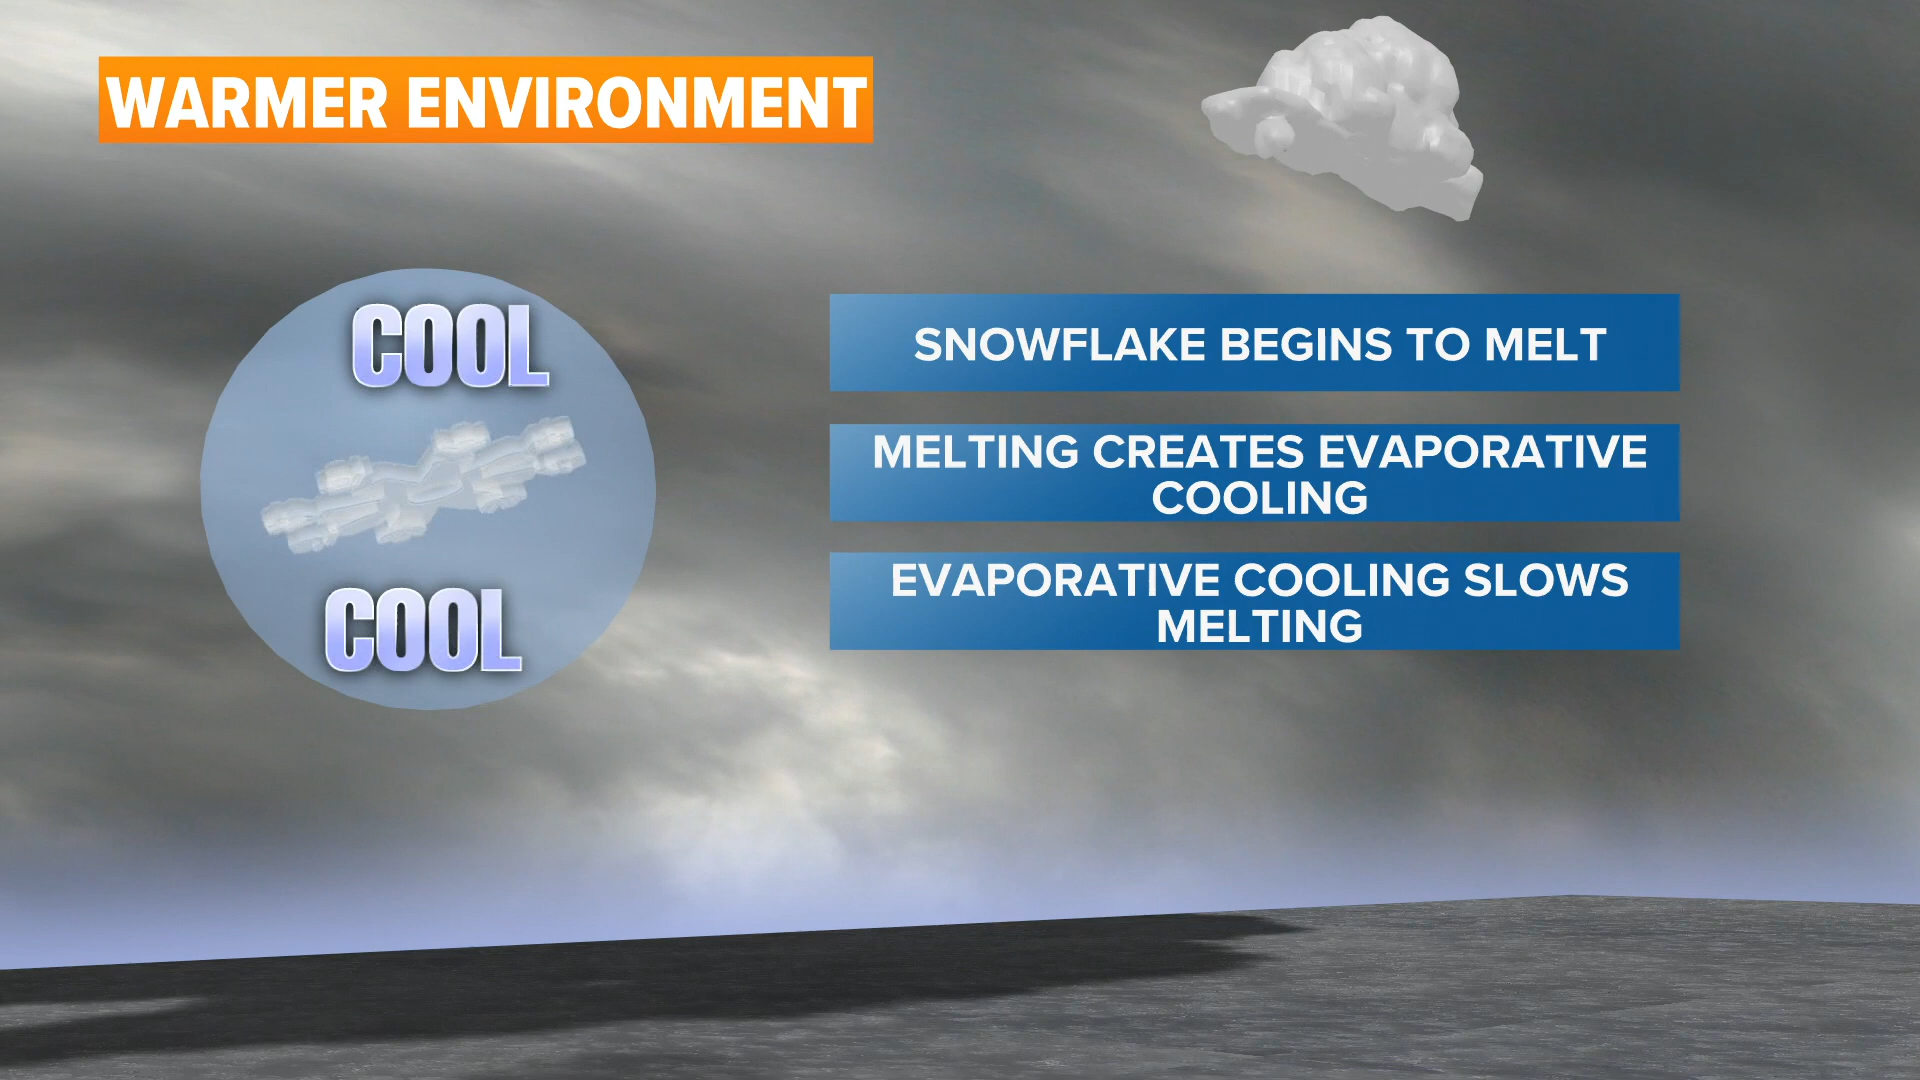 WARMER ENVIRONMENT
COOL
COOL
SNOWFLAKE BEGINS TO MELT
MELTING CREATES EVAPORATIVE
COOLING
EVAPORATIVE COOLING SLOWS
MELTING